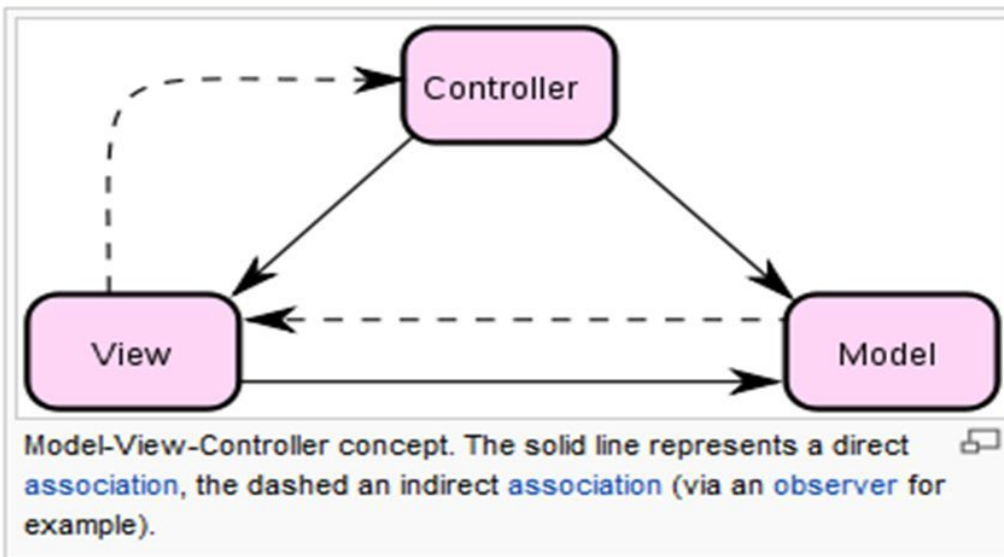 Controller
View
Model
Model-View-Controller concept. The solid line represents a direct
association, the dashed an indirect association (via an observer for
example).